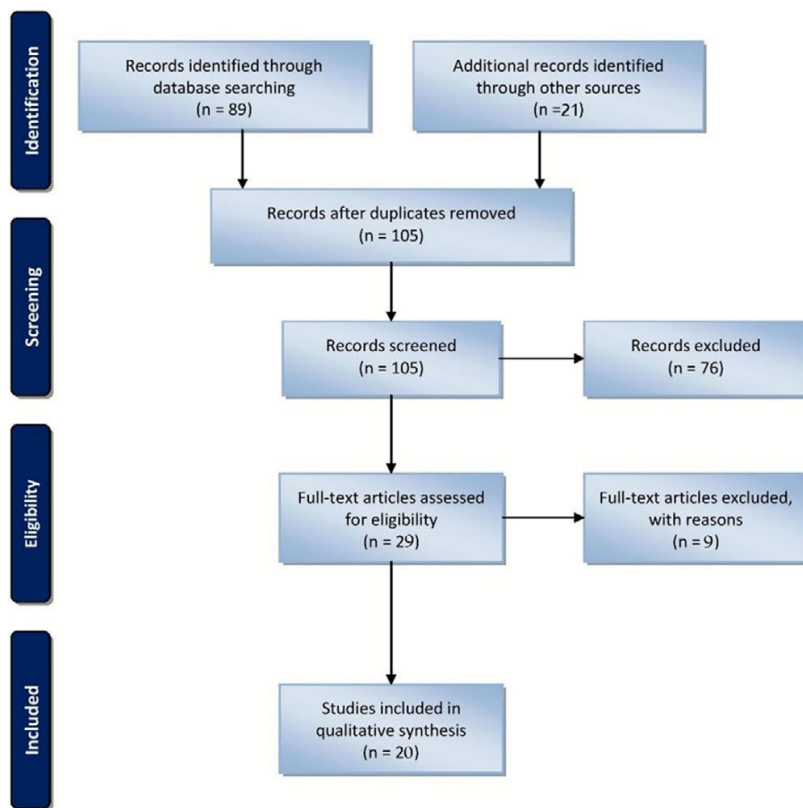 Identification
Records identified through
database searching
(n = 89)
Additional records identified
through other sources
(n =21)
Records after duplicates removed
(n = 105)
Screening
Records screened
(n = 105)
Records excluded
(n = 76)
Eligibility
Full-text articles assessed
for eligibility
(n = 29)
Full-text articles excluded,
with reasons
(n = 9)
Included
Studies included in
qualitative synthesis
(n = 20)